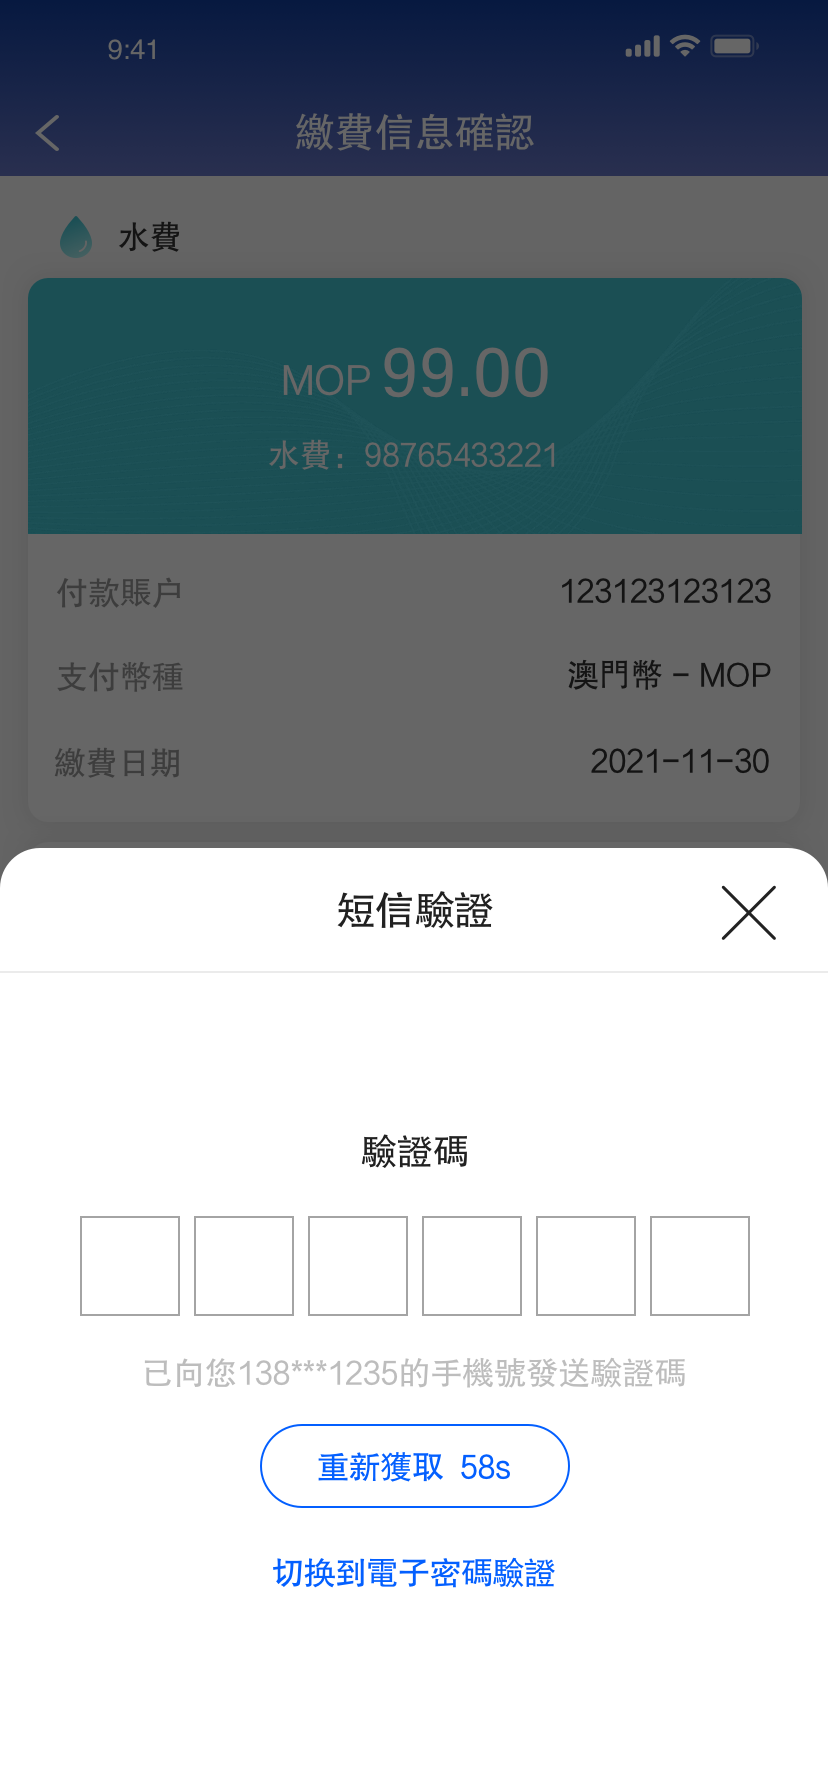 9:41
繳費信息確認
水費
MOP 99.00
水費：98765433221
付款賬户 123123123123
支付幣種 澳門幣 - MOP
繳費日期 2021-11-30
短信驗證
驗證碼
已向您138***1235的手機號發送驗證碼
重新獲取 58s
切换到電子密碼驗證